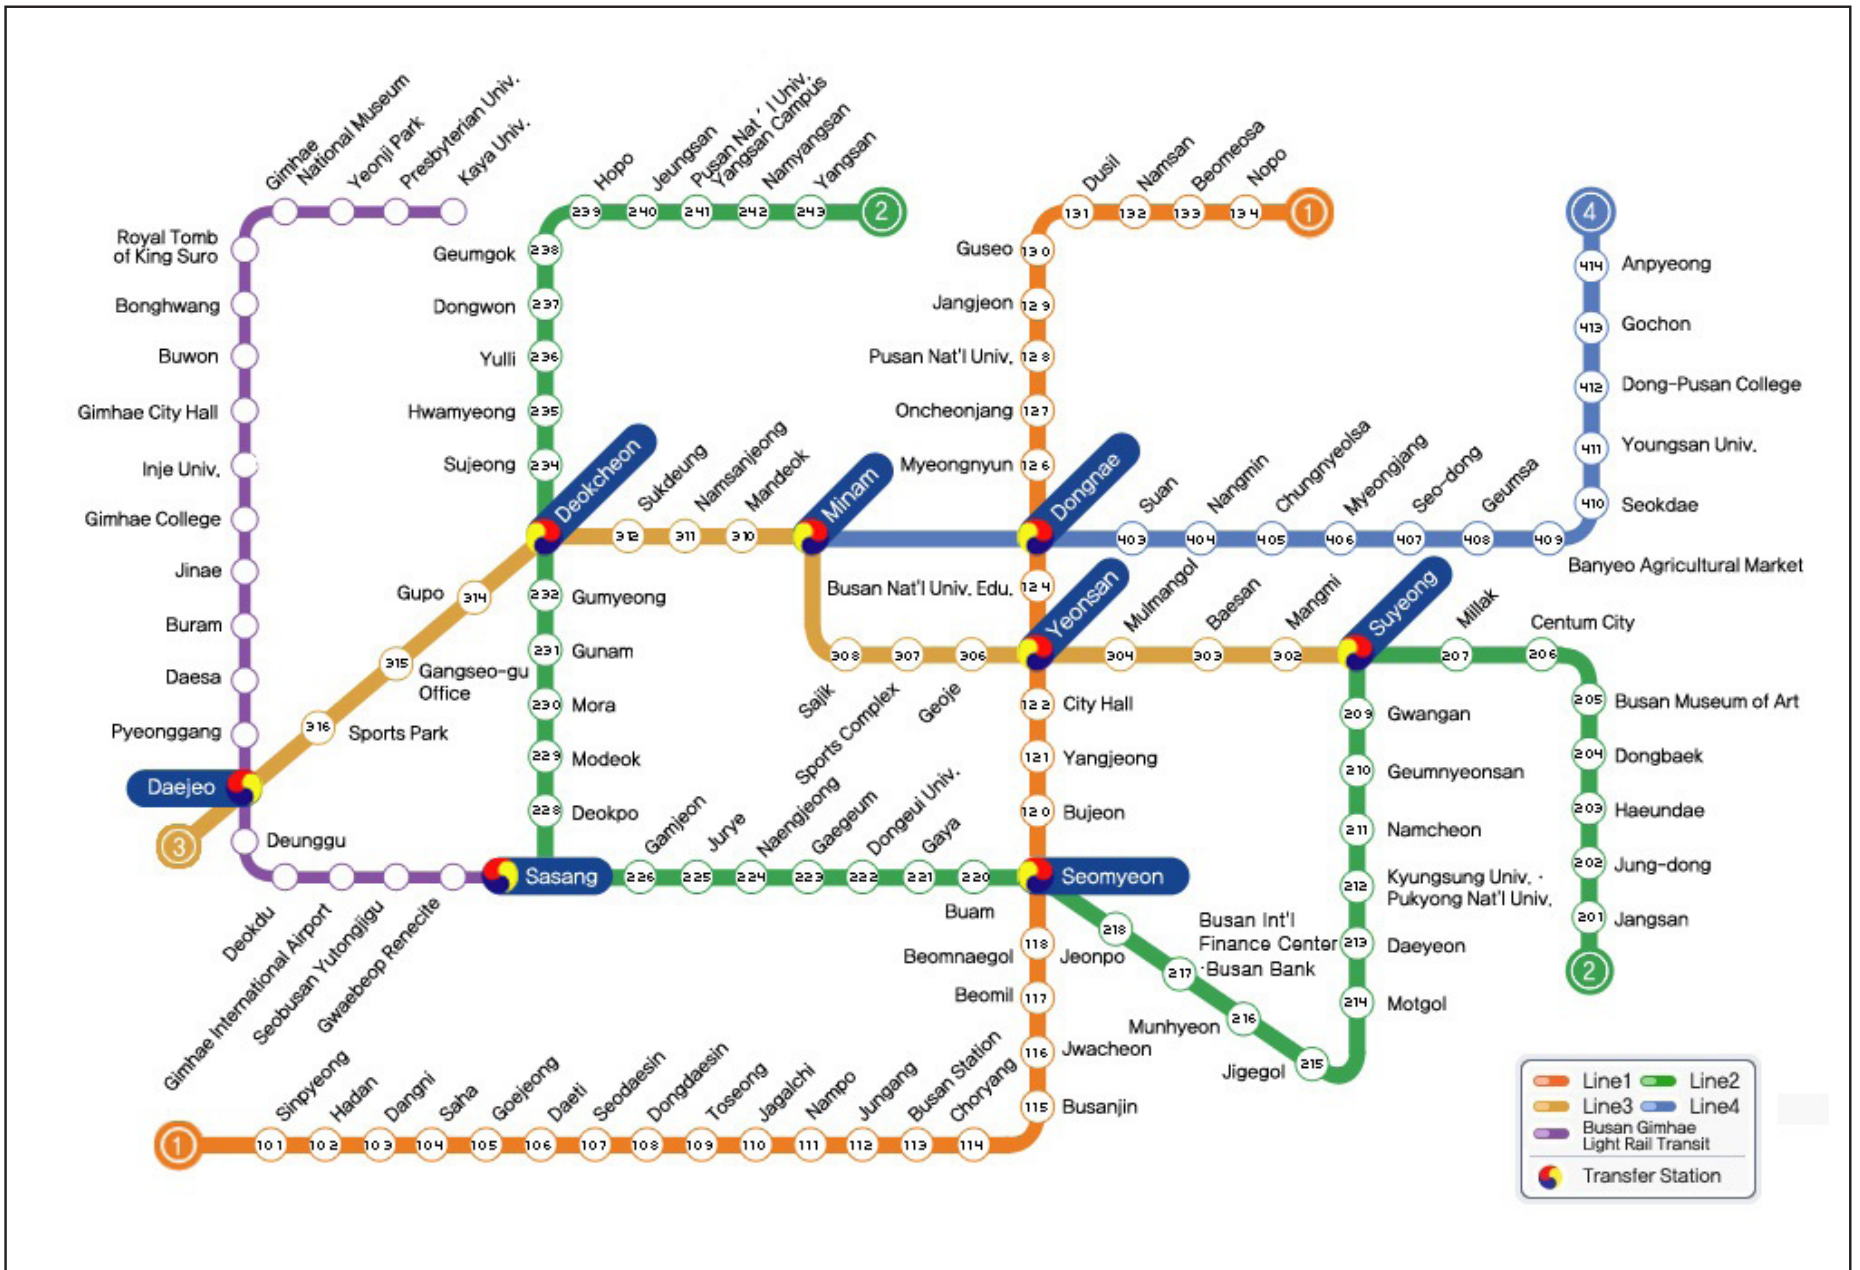 Gimhae
National Museum
Yeonji Park
Presbyterian Univ.
Kaya Univ.
Royal Tomb
of King Suro
Bonghwang
Buwon
Gimhae City Hall
Inje Univ.
Gimhae College
Jinae
Buram
Daesa
Pyeonggang
Daejeo
3
Deunggu
Deokdu
Gimhae International Airport
Seobusan Yutongjigu
Gwaebeop Renecite
Hopo
Jeungsan
Pusan Nat'l Univ.
Yangsan Campus
Namyangsan
Yangsan
239
240
241
242
243
2
Geumgok 238
Dongwon 237
Yulli 236
Hwamyeong 235
Sujeong 234
Deokcheon
Gupo 314
315 Gangseo-gu
Office
316 Sports Park
232 Gumyeong
231 Gunam
230 Mora
229 Modeok
228 Deokpo
Sasang
Sukdeung
Namsanjeong
Mandeok
312
311
310
Minam
Dusil
Namsan
Beomeosa
Nopo
131
132
133
134
1
Guseo 130
Jangjeon 129
Pusan Nat'l Univ. 128
Oncheonjang 127
Myeongnyun 126
Dongnae
Busan Nat'l Univ. Edu. 124
Yeonsan
Suan
Nangmin
Chungnyeolsa
Myeongjang
Seo-dong
Geumsa
403
404
405
406
407
408
409
Banyeo Agricultural Market
4
414 Anpyeong
413 Gochon
412 Dong-Pusan College
411 Youngsan Univ.
410 Seokdae
308
307
306
Sajik
Sports Complex
Geoje
Mulmangol
Baesan
Mangmi
304
303
302
Suyeong
Millak
Centum City
207
206
205 Busan Museum of Art
204 Dongbaek
203 Haeundae
202 Jung-dong
201 Jangsan
2
122 City Hall
121 Yangjeong
120 Bujeon
Seomyeon
Gamjeon
Jurye
Naengjeong
Gaegeum
Dongeui Univ.
Gaya
226
225
224
223
222
221
220
Buam
209 Gwangan
210 Geumnyeonsan
211 Namcheon
212 Kyungsung Univ. ·
Pukyong Nat'l Univ.
213 Daeyeon
214 Motgol
218
Jeonpo
217
Busan Int'l
Finance Center
·Busan Bank
Munhyeon 216
Jigegol 215
Beomnaegol 118
Beomil 117
116 Jwacheon
115 Busanjin
Sinpyeong
Hadan
Dangni
Saha
Goejeong
Daeti
Seodaesin
Dongdaesin
Toseong
Jagalchi
Nampo
Jungang
Busan Station
Choryang
1
101
102
103
104
105
106
107
108
109
110
111
112
113
114
Line1 Line2
Line3 Line4
Busan Gimhae
Light Rail Transit
Transfer Station